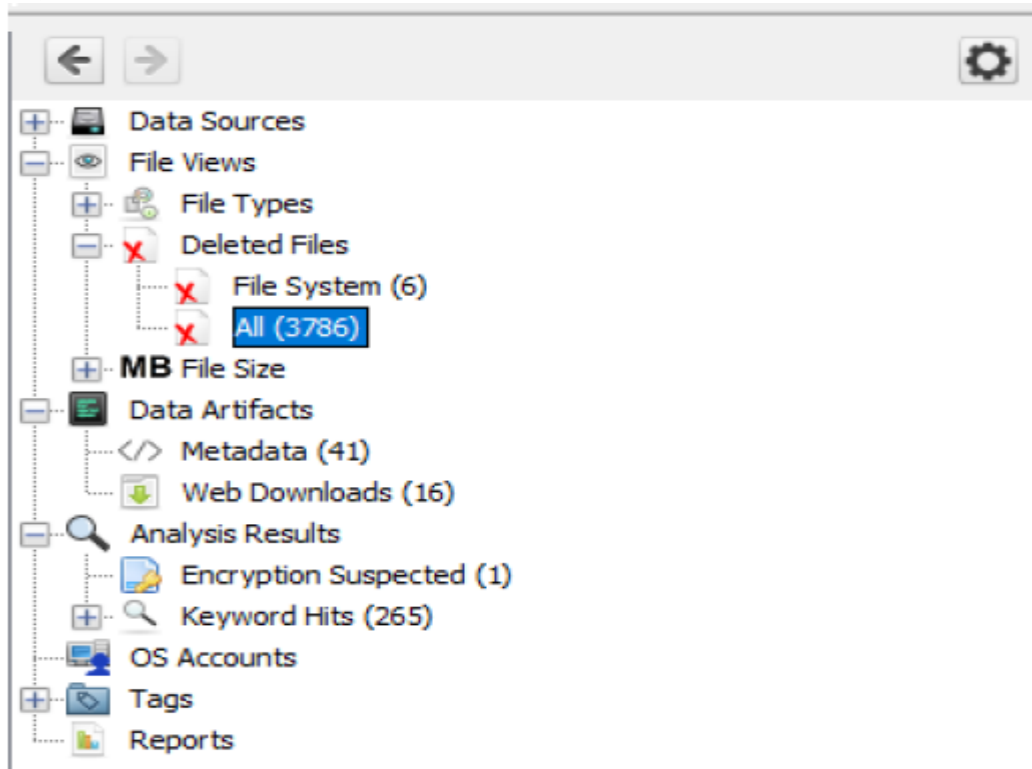 Data Sources
File Views
File Types
Deleted Files
File System (6)
All (3786)
MB File Size
Data Artifacts
</> Metadata (41)
Web Downloads (16)
Analysis Results
Encryption Suspected (1)
Keyword Hits (265)
OS Accounts
Tags
Reports